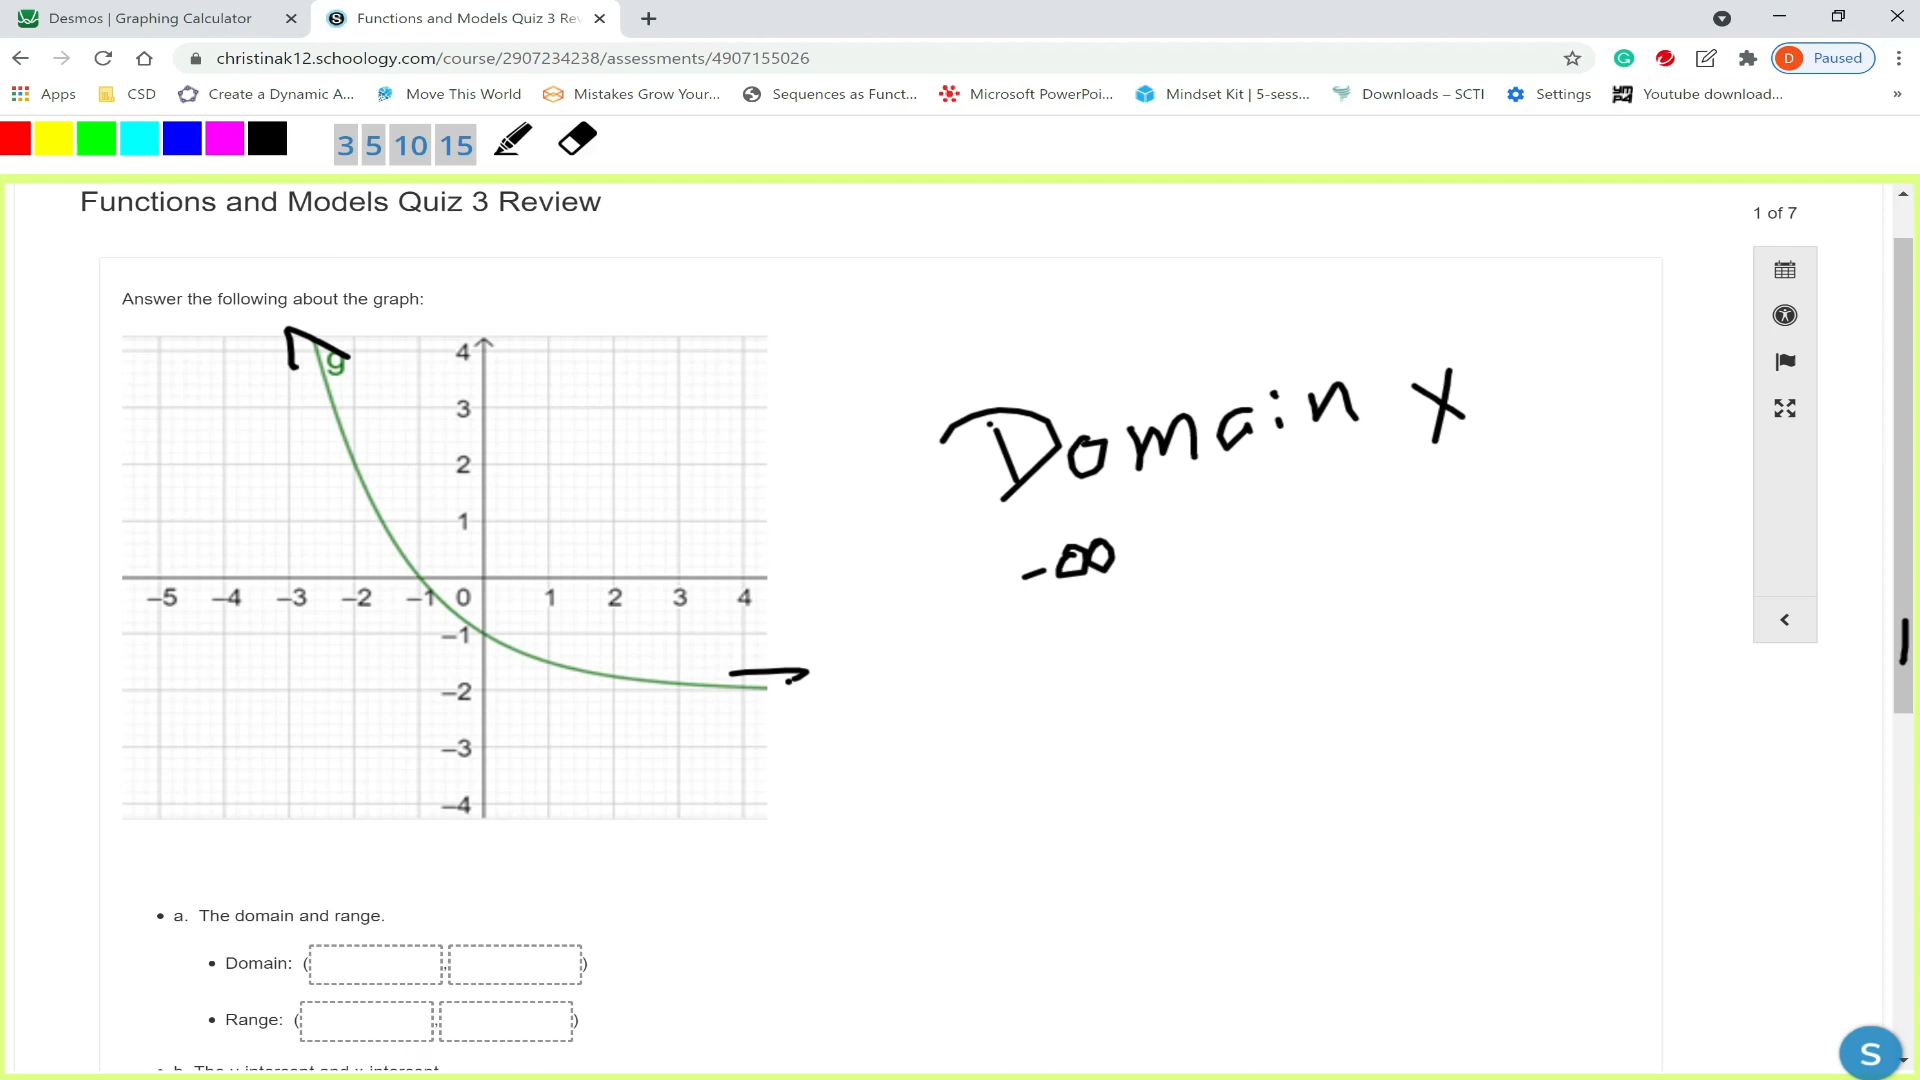 Desmos | Graphing Calculator
Functions and Models Quiz 3 Rev
christinak12.schoology.com/course/2907234238/assessments/4907155026
D Paused
Apps CSD Create a Dynamic A... Move This World Mistakes Grow Your... Sequences as Funct... Microsoft PowerPoi... Mindset Kit | 5-sess... Downloads – SCTI Settings Youtube download... »
3 5 10 15
Functions and Models Quiz 3 Review
1 of 7
Answer the following about the graph:
g
4
3
2
1
–5 –4 –3 –2 –1 0 1 2 3 4
–1
–2
–3
–4
Domain x
-∞
• a. The domain and range.
• Domain: ( , )
• Range: ( , )
S